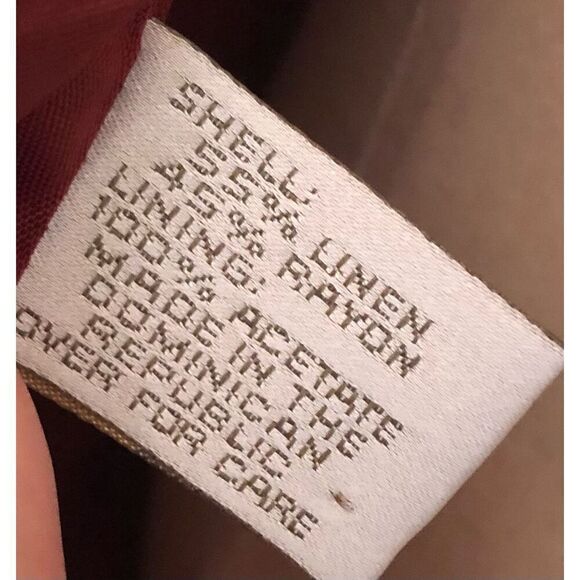 SHELL:
55% LINEN
45% RAYON
LINING:
100% ACETATE
MADE IN THE
DOMINICAN
REPUBLIC
OVER FOR CARE